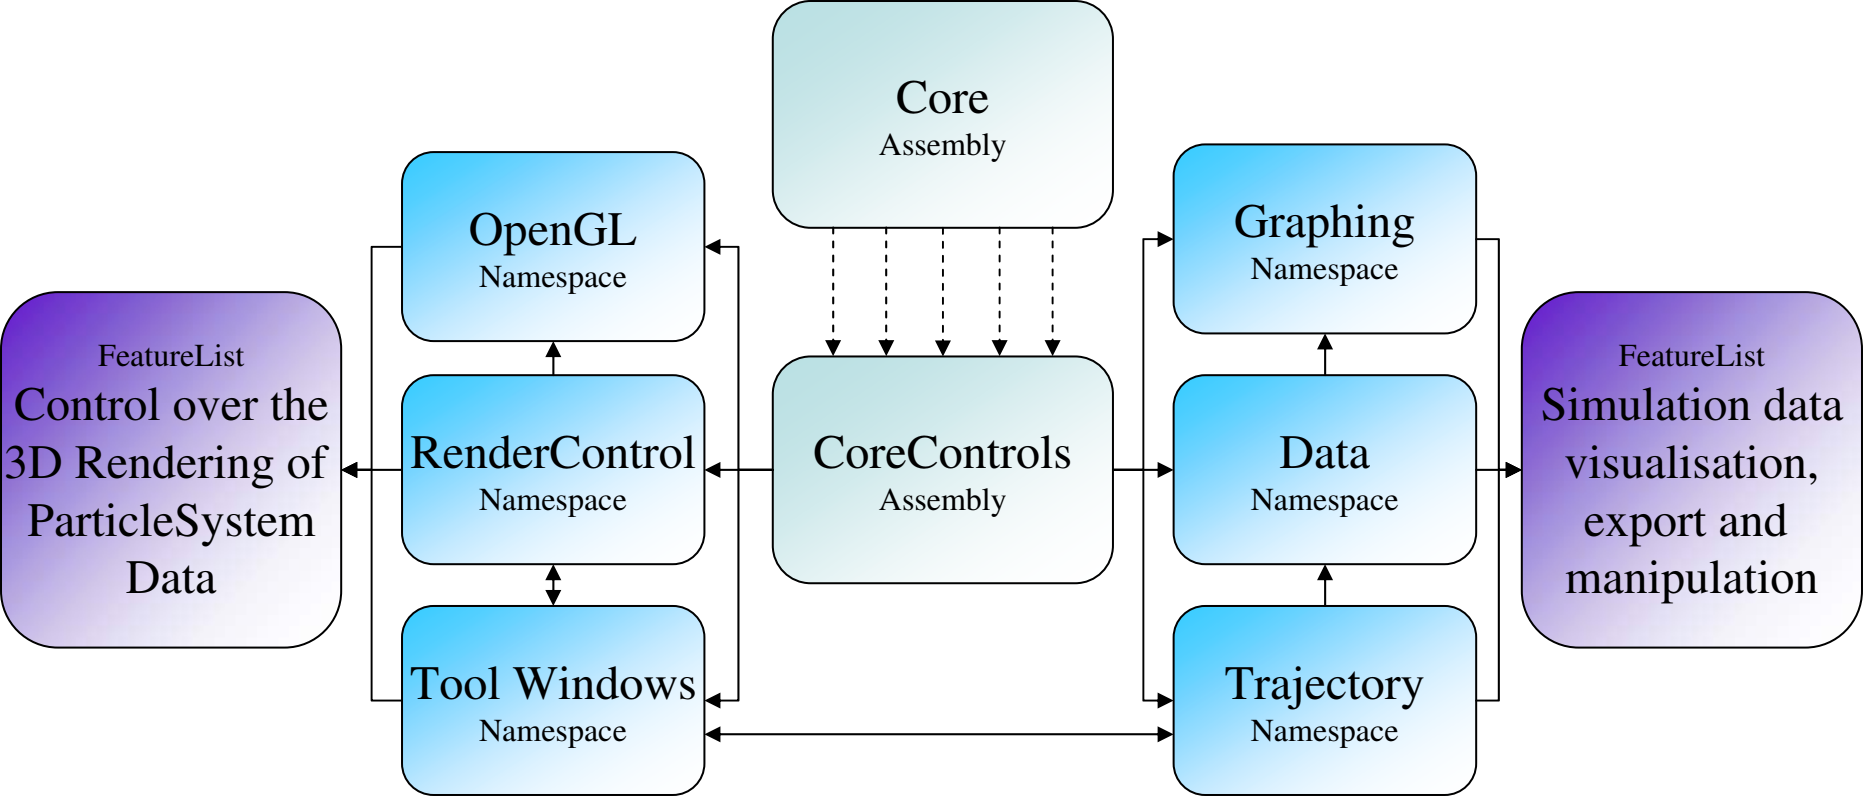 Core
Assembly
OpenGL
Namespace
Graphing
Namespace
FeatureList
Control over the
3D Rendering of
ParticleSystem
Data
RenderControl
Namespace
CoreControls
Assembly
Data
Namespace
FeatureList
Simulation data
visualisation,
export and
manipulation
Tool Windows
Namespace
Trajectory
Namespace